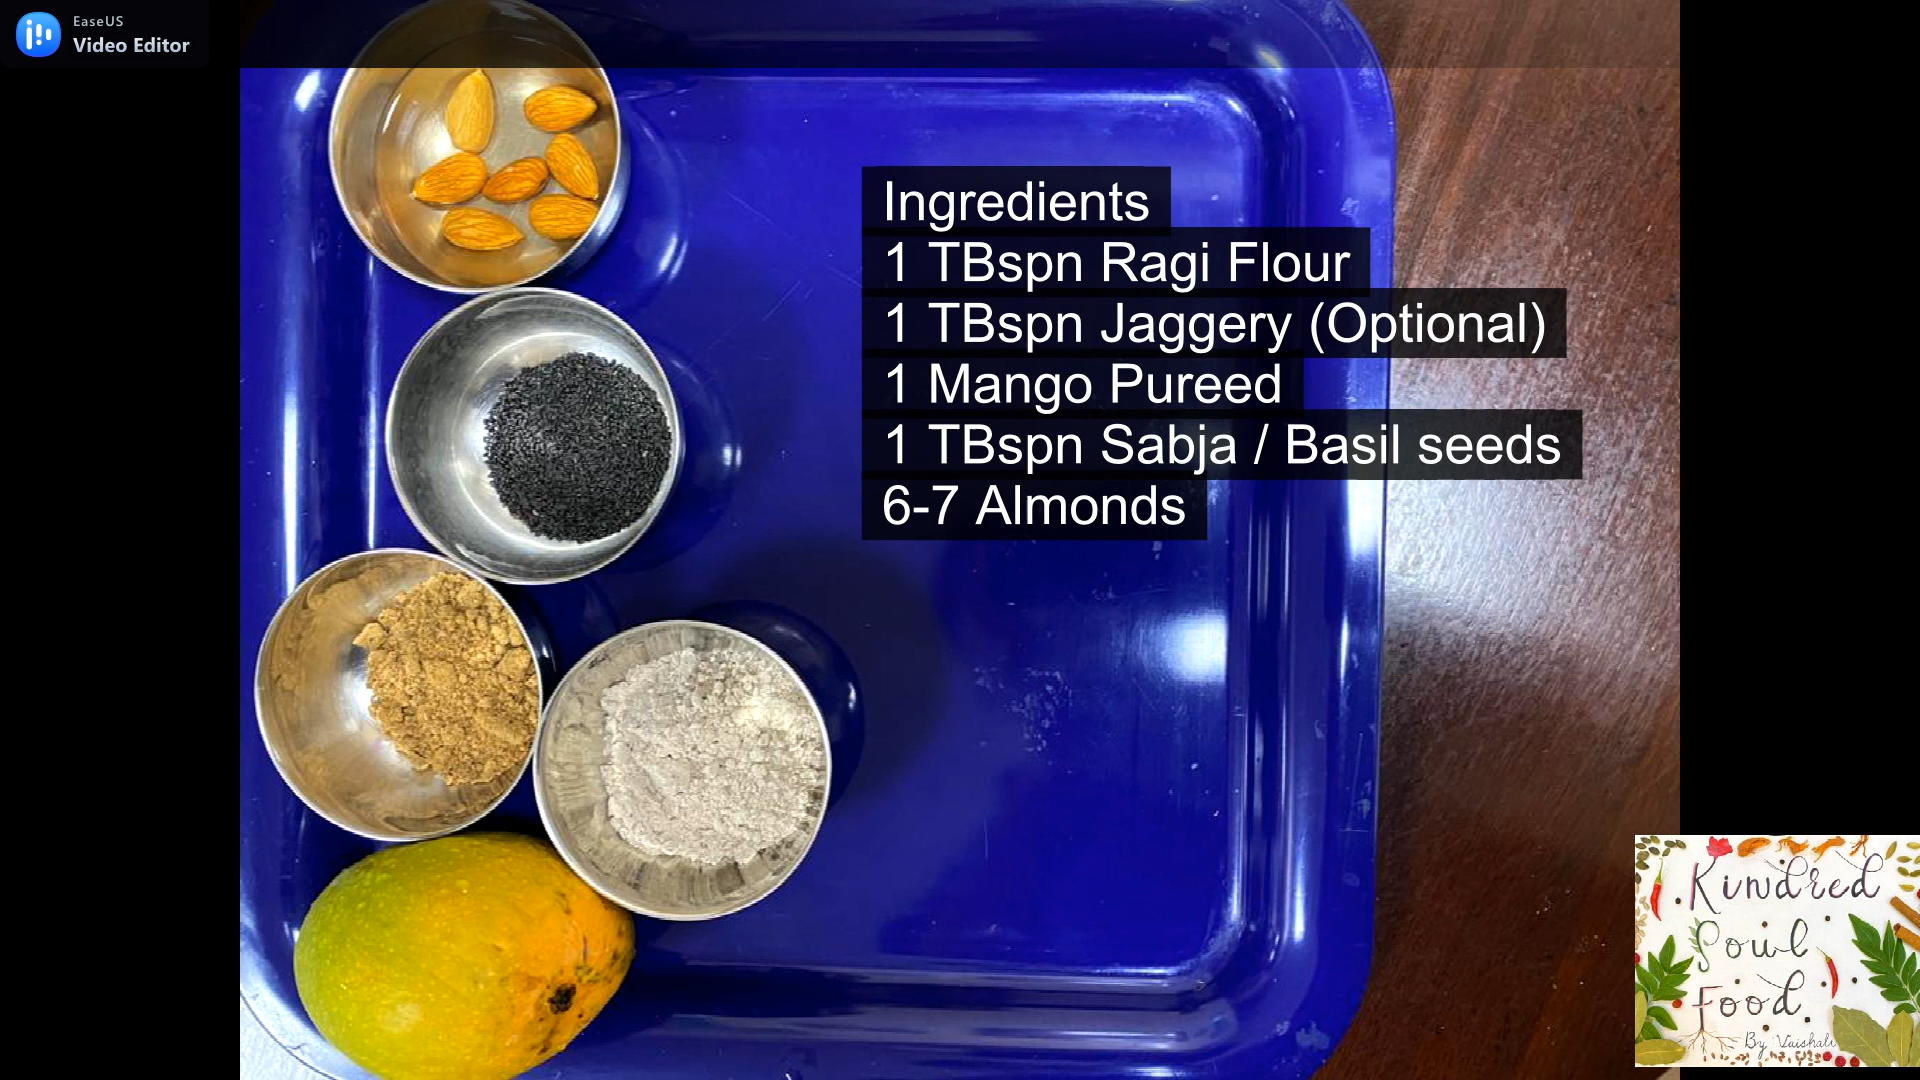 EaseUS
Video Editor
Ingredients
1 TBspn Ragi Flour
1 TBspn Jaggery (Optional)
1 Mango Pureed
1 TBspn Sabja / Basil seeds
6-7 Almonds
Kindred
Soul
Food
By Vaishali